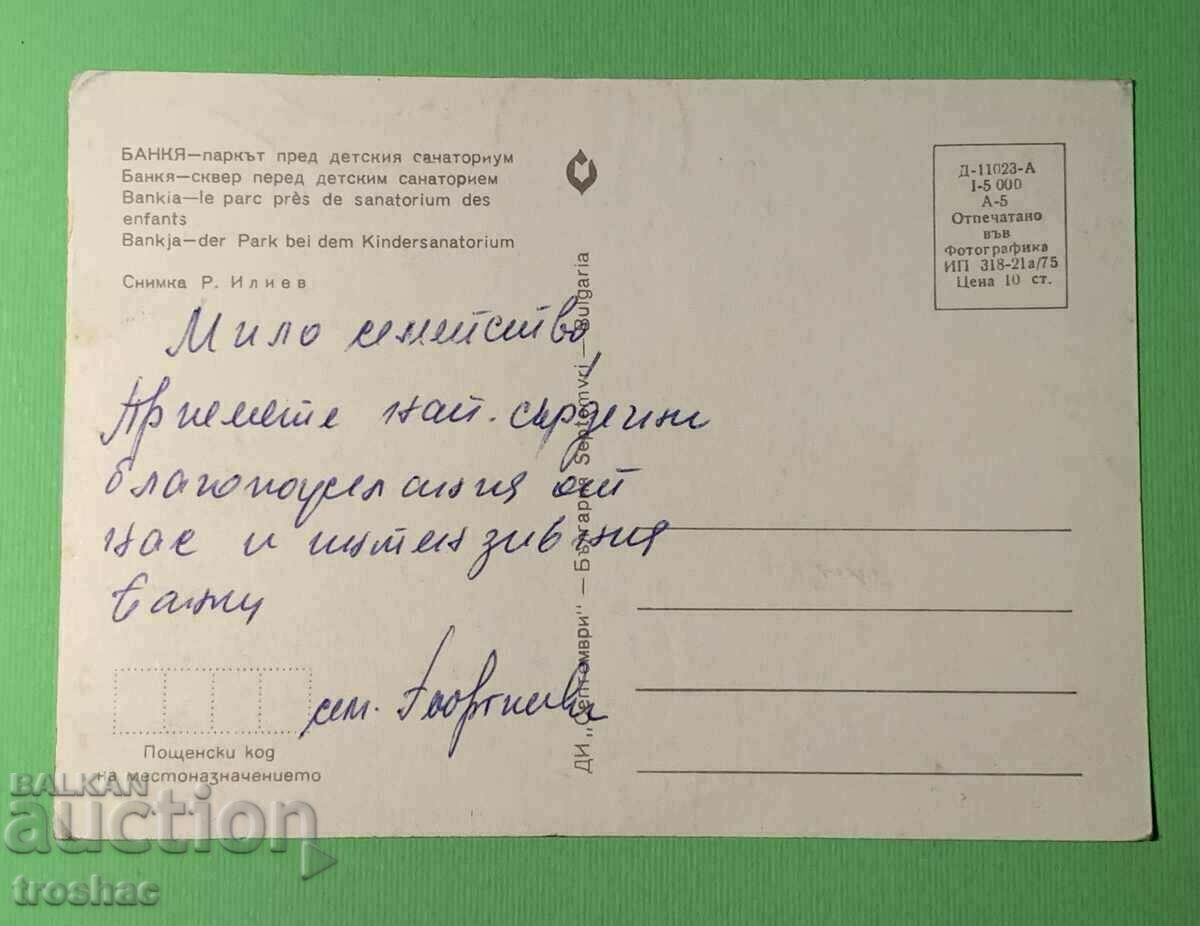 БАНКЯ—паркът пред детския санаториум
Банкя—сквер перед детским санаторием
Bankia—le parc près de sanatorium des
enfants
Bankja—der Park bei dem Kindersanatorium
Снимка Р. Илиев
Д-11023-А
I-5 000
А-5
Отпечатано
във
Фотографика
ИП 318-21а/75
Цена 10 ст.
Мило семейство,
Приемете най-сърдечни
благопожелания от
нас и
сем. Георгиеви
ДИ „Септември" — България Septemvri — Bulgaria
Пощенски код
на местоназначението
BALKAN
auction
troshac